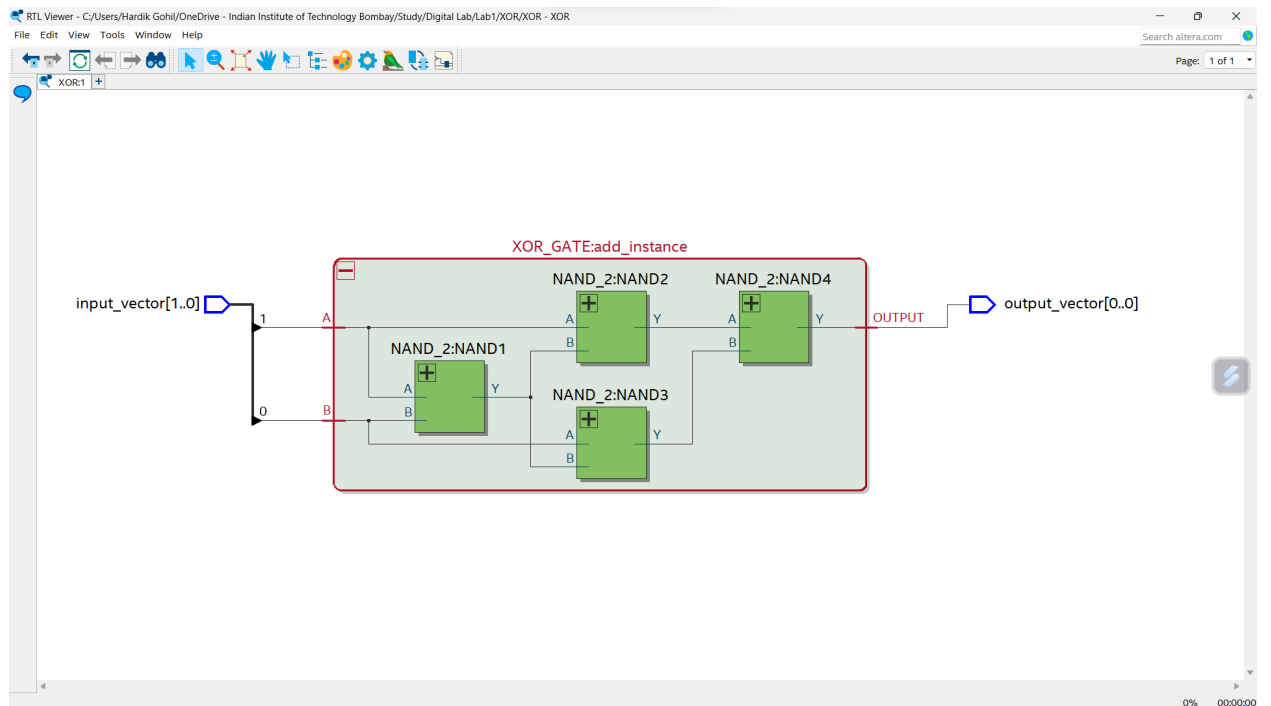 RTL Viewer - C:/Users/Hardik Gohil/OneDrive - Indian Institute of Technology Bombay/Study/Digital Lab/Lab1/XOR/XOR - XOR
File Edit View Tools Window Help
Search altera.com
Page: 1 of 1
XOR:1
XOR_GATE:add_instance
NAND_2:NAND2 NAND_2:NAND4
input_vector[1..0] output_vector[0..0]
1 A A Y A Y OUTPUT
B B
NAND_2:NAND1
A Y
NAND_2:NAND3
0 B B
A Y
B
0% 00:00:00